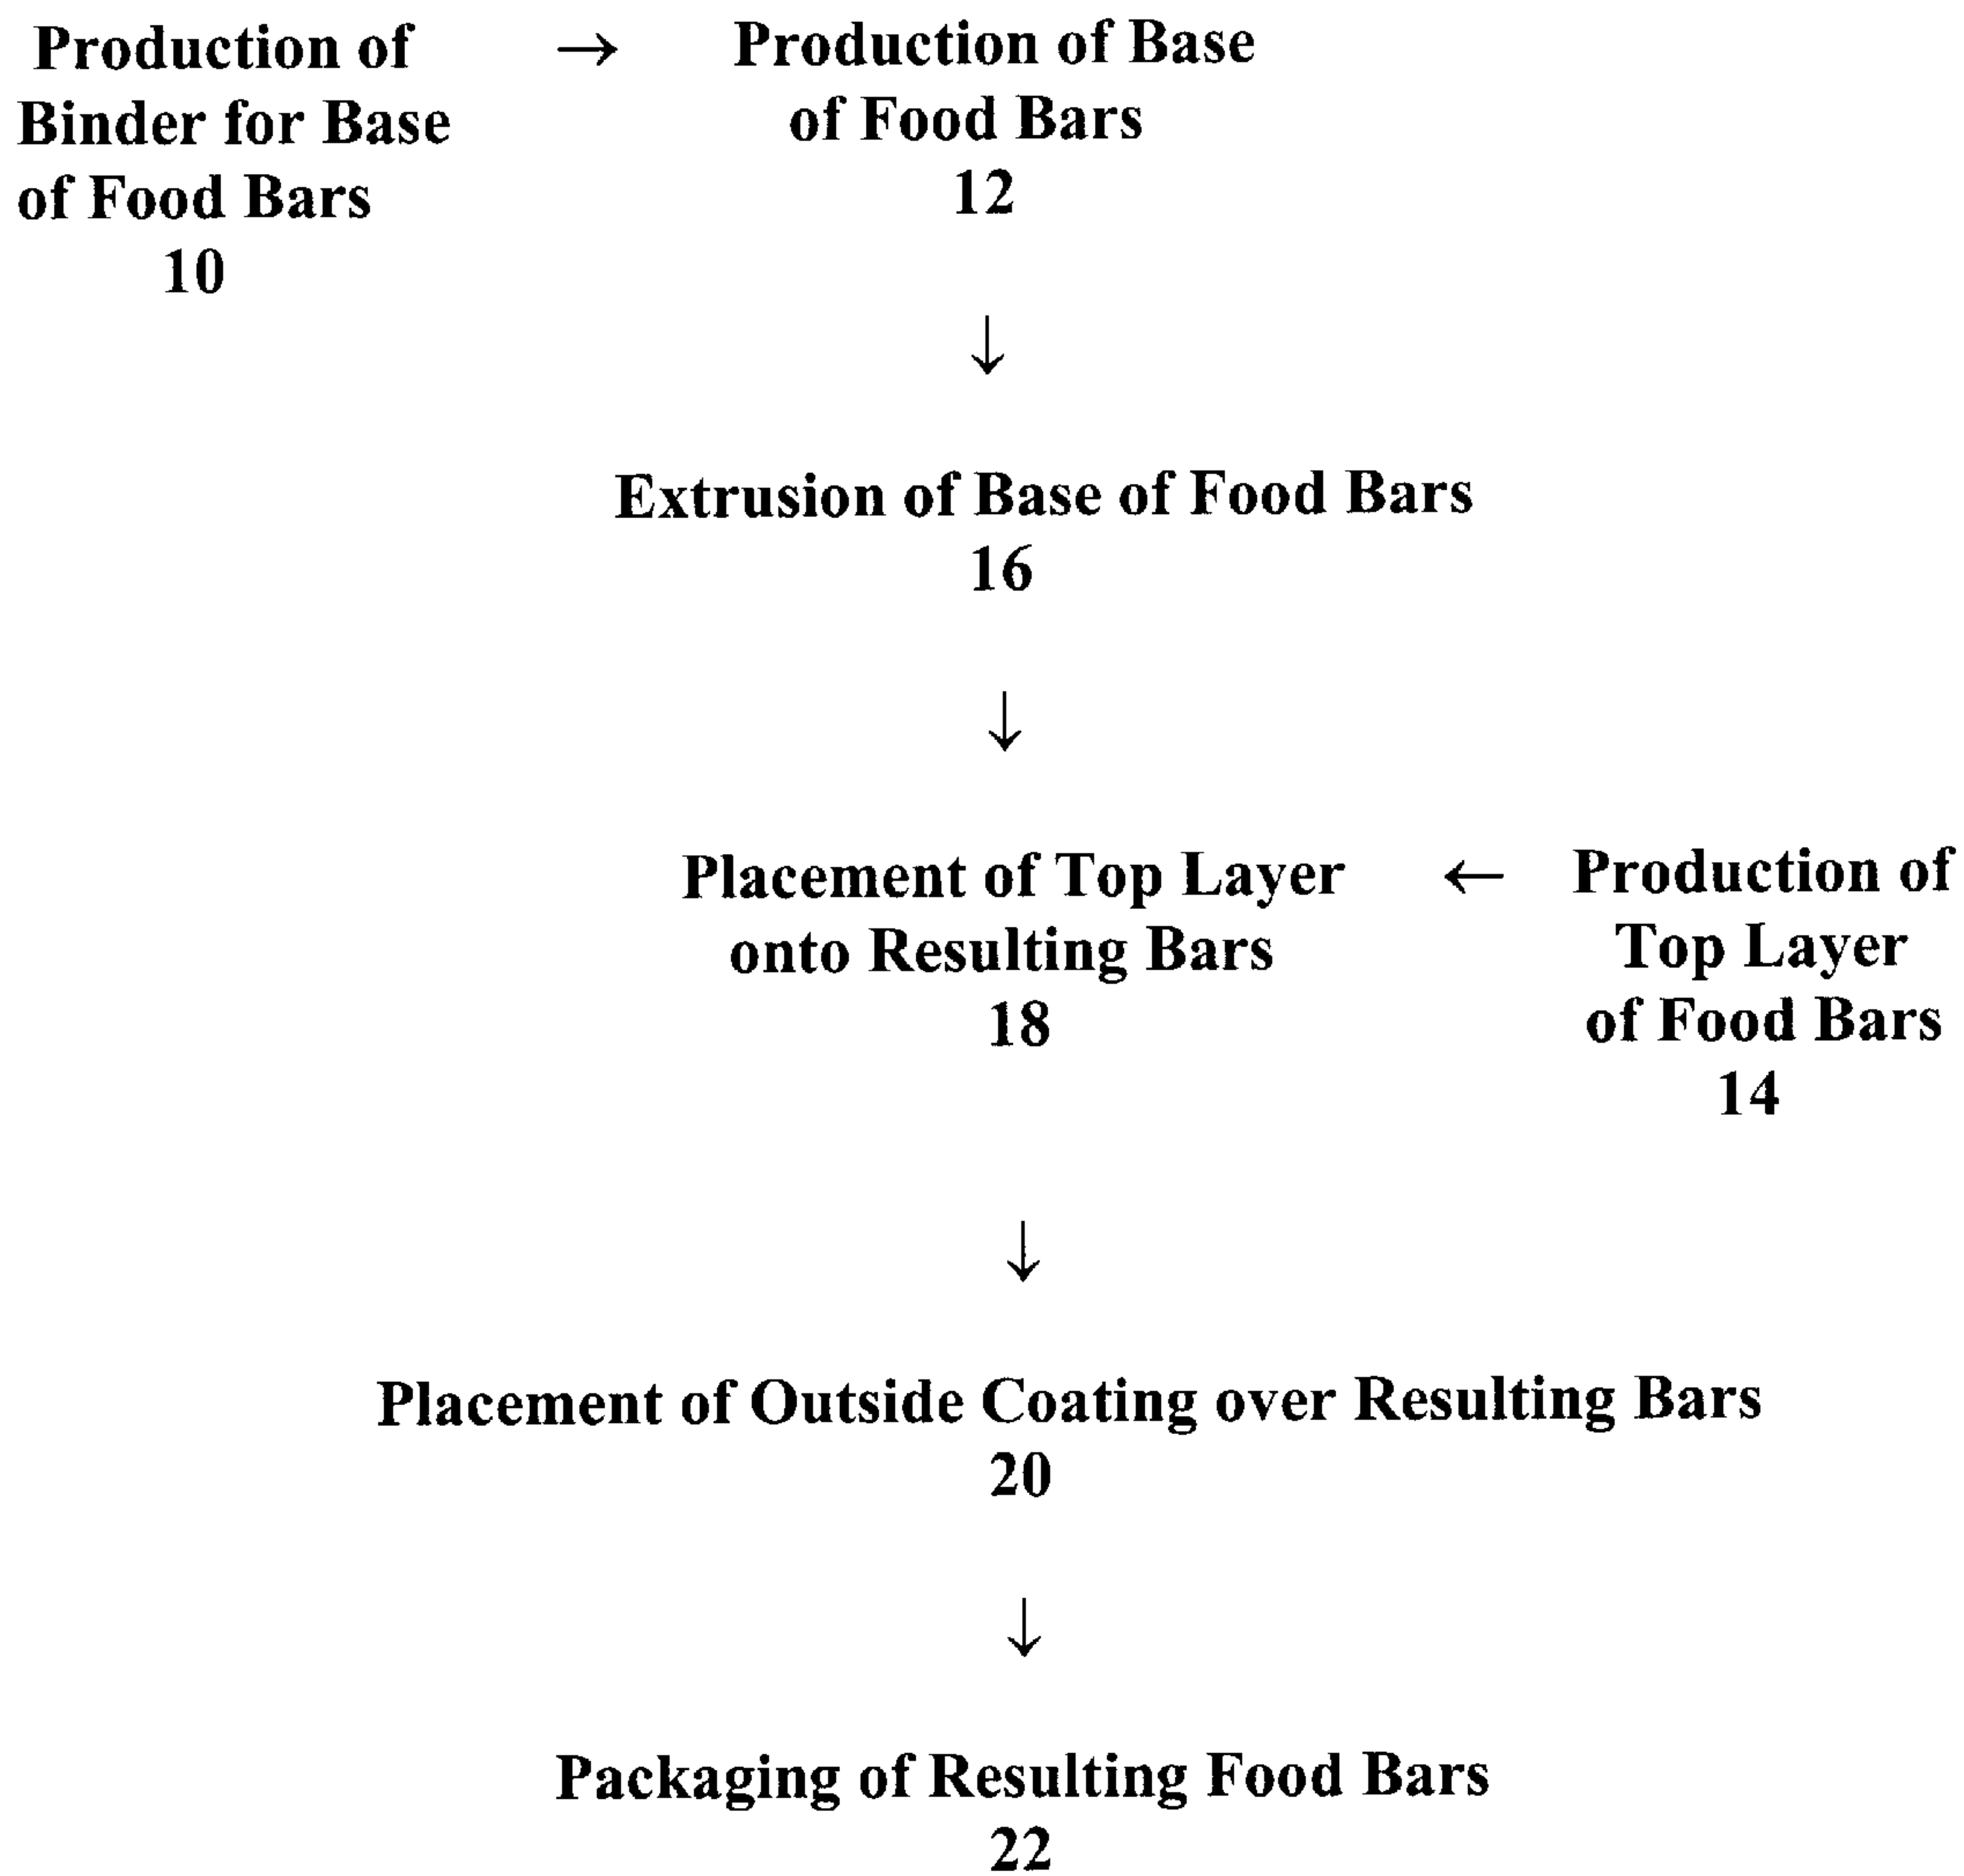 Production of
Binder for Base
of Food Bars
10
→
Production of Base
of Food Bars
12
↓
Extrusion of Base of Food Bars
16
↓
Placement of Top Layer
onto Resulting Bars
18
←
Production of
Top Layer
of Food Bars
14
↓
Placement of Outside Coating over Resulting Bars
20
↓
Packaging of Resulting Food Bars
22